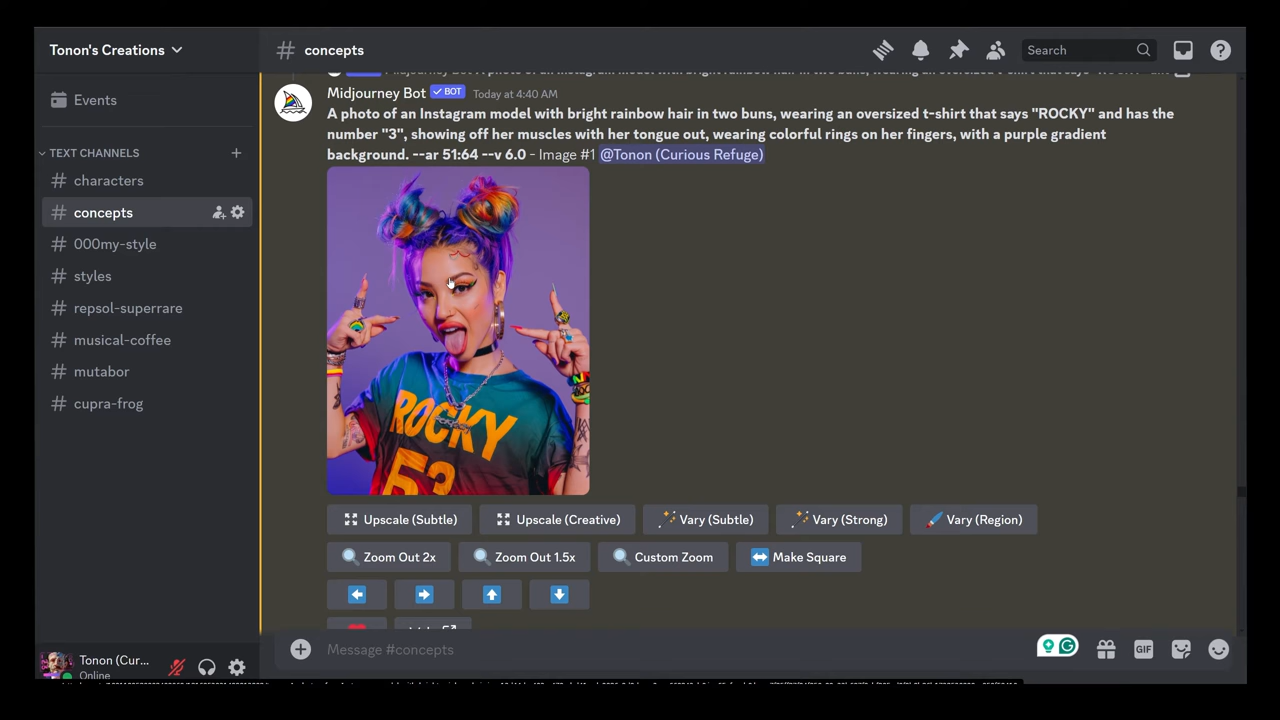 Tonon's Creations
# concepts
Search
Events
TEXT CHANNELS
# characters
# concepts
# 000my-style
# styles
# repsol-superrare
# musical-coffee
# mutabor
# cupra-frog
Tonon (Cur...
Online
Midjourney Bot ✓ BOT Today at 4:40 AM
A photo of an Instagram model with bright rainbow hair in two buns, wearing an oversized t-shirt that says "ROCKY" and has the
number "3", showing off her muscles with her tongue out, wearing colorful rings on her fingers, with a purple gradient
background. --ar 51:64 --v 6.0 - Image #1 @Tonon (Curious Refuge)
ROCKY
53
Upscale (Subtle)
Upscale (Creative)
Vary (Subtle)
Vary (Strong)
Vary (Region)
Zoom Out 2x
Zoom Out 1.5x
Custom Zoom
Make Square
Message #concepts
GIF